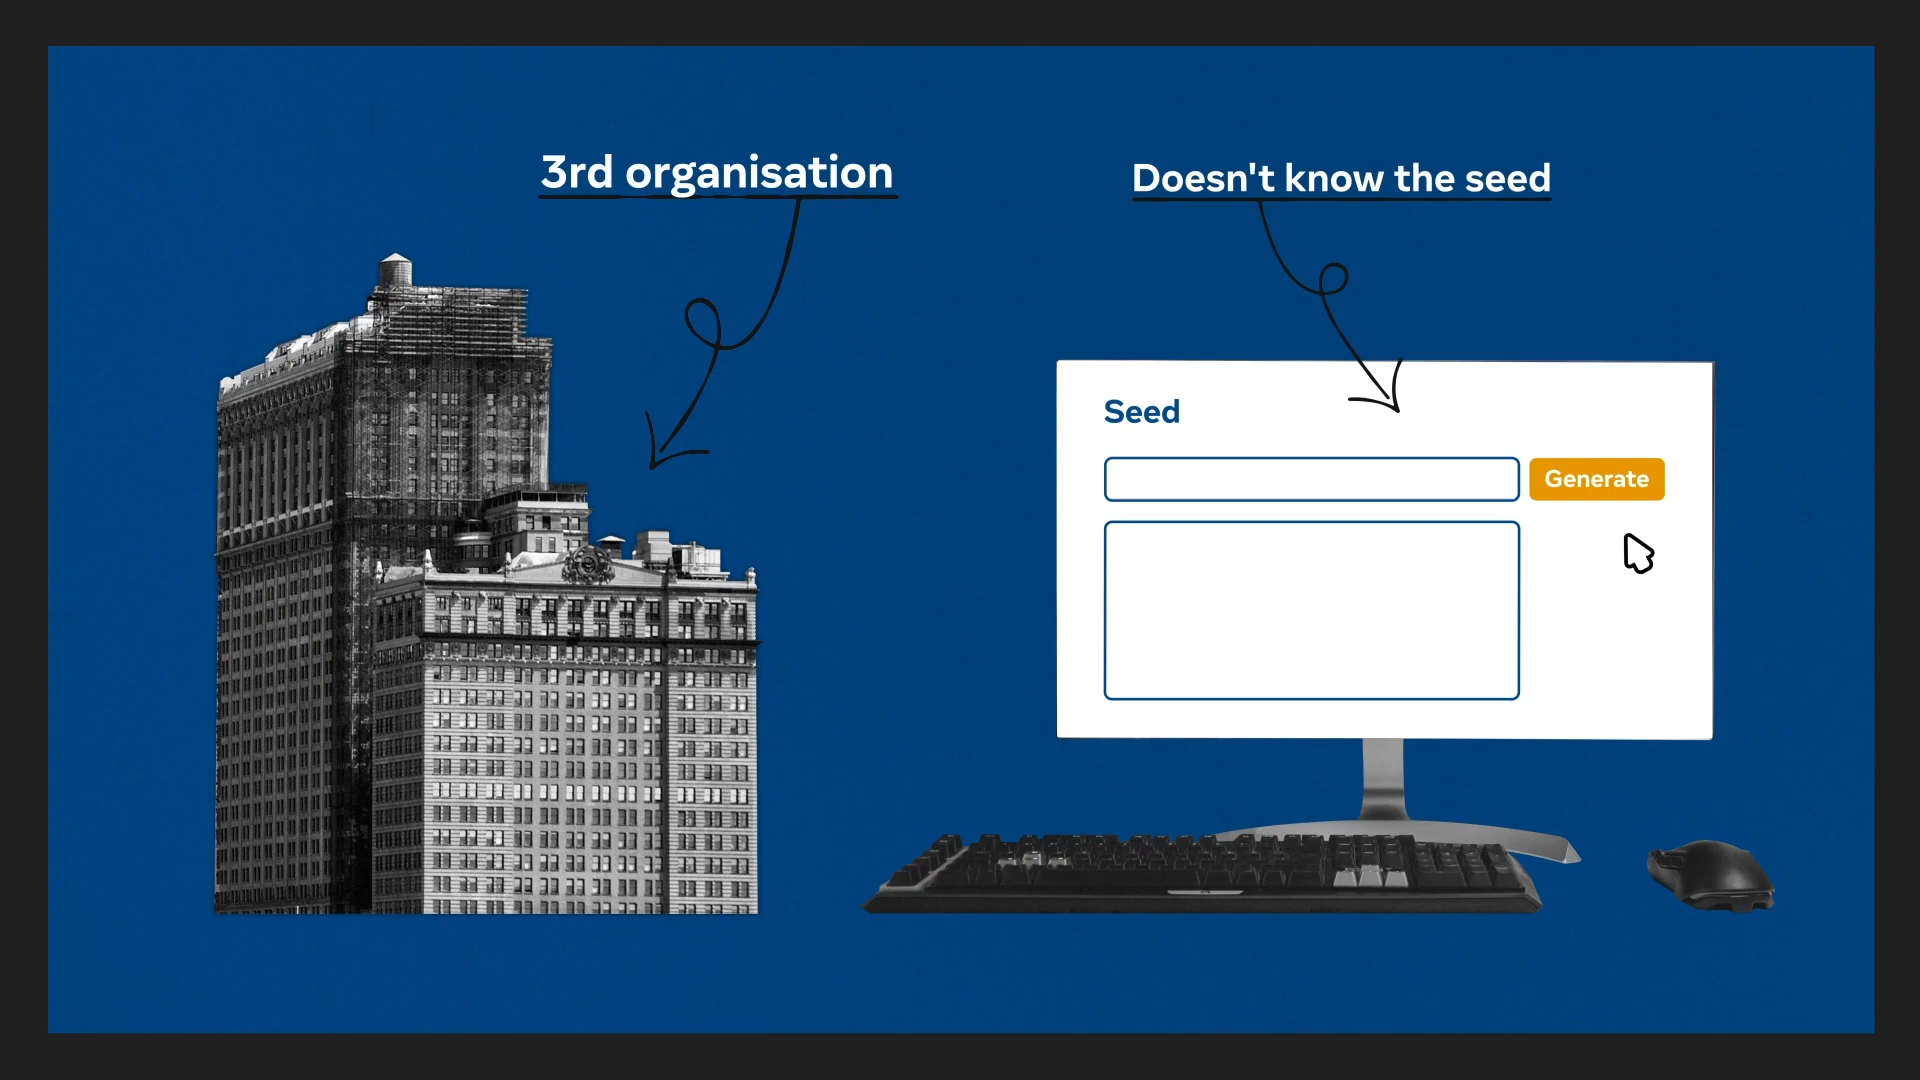 3rd organisation
Doesn't know the seed
Seed
Generate